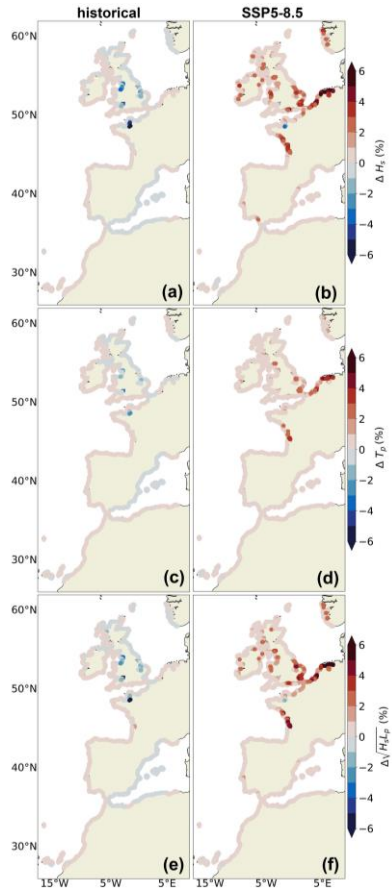 historical SSP5-8.5
60°N
50°N
40°N
30°N
(a) (b)
6
4
2
0
−2
−4
−6
Δ Hs (%)
60°N
50°N
40°N
30°N
(c) (d)
6
4
2
0
−2
−4
−6
Δ Tp (%)
60°N
50°N
40°N
30°N
(e) (f)
6
4
2
0
−2
−4
−6
Δ√HsLp (%)
15°W 5°W 5°E 15°W 5°W 5°E